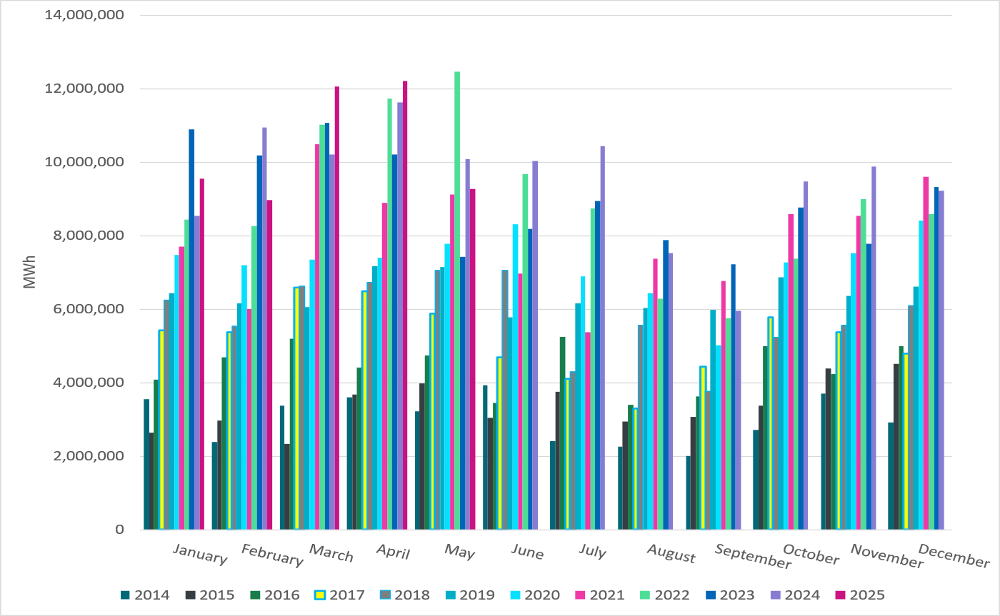 14,000,000
12,000,000
10,000,000
8,000,000
6,000,000
4,000,000
2,000,000
0
MWh
January February March April May June July August September October November December
2014 2015 2016 2017 2018 2019 2020 2021 2022 2023 2024 2025